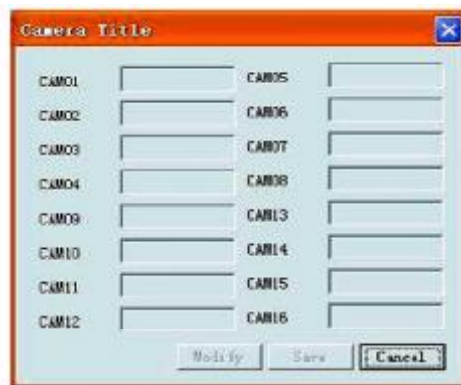 Camera Title
CAM01 CAM05
CAM02 CAM06
CAM03 CAM07
CAM04 CAM08
CAM09 CAM13
CAM10 CAM14
CAM11 CAM15
CAM12 CAM16
Modify Save Cancel